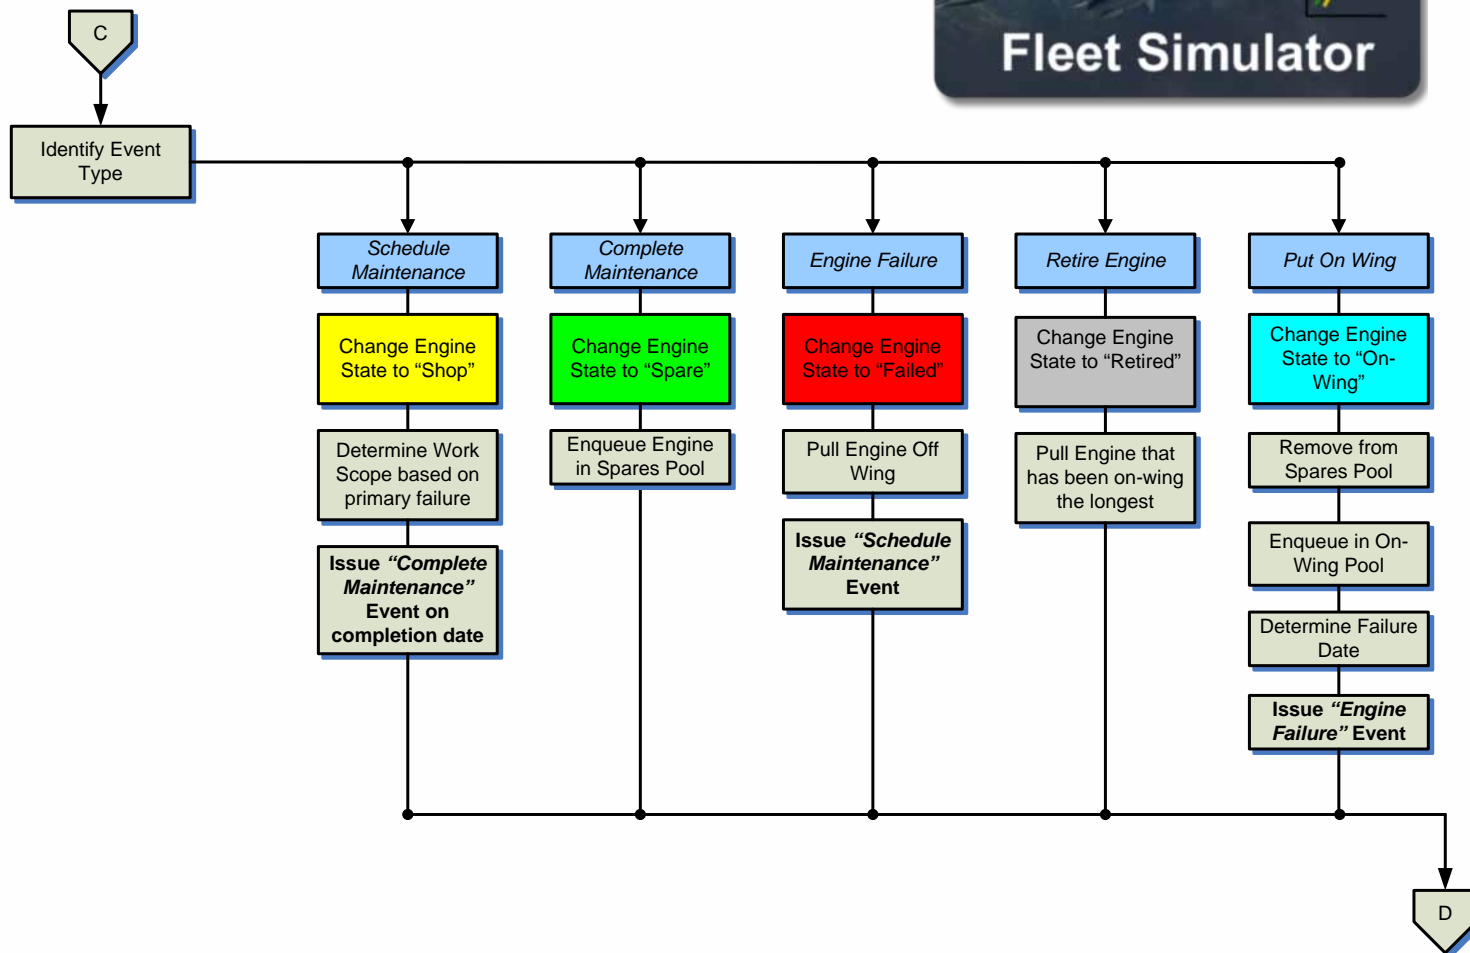 C
Fleet Simulator
Identify Event
Type
Schedule
Maintenance
Change Engine
State to “Shop”
Determine Work
Scope based on
primary failure
Issue “Complete
Maintenance”
Event on
completion date
Complete
Maintenance
Change Engine
State to “Spare”
Enqueue Engine
in Spares Pool
Engine Failure
Change Engine
State to “Failed”
Pull Engine Off
Wing
Issue “Schedule
Maintenance”
Event
Retire Engine
Change Engine
State to “Retired”
Pull Engine that
has been on-wing
the longest
Put On Wing
Change Engine
State to “On-
Wing”
Remove from
Spares Pool
Enqueue in On-
Wing Pool
Determine Failure
Date
Issue “Engine
Failure” Event
D